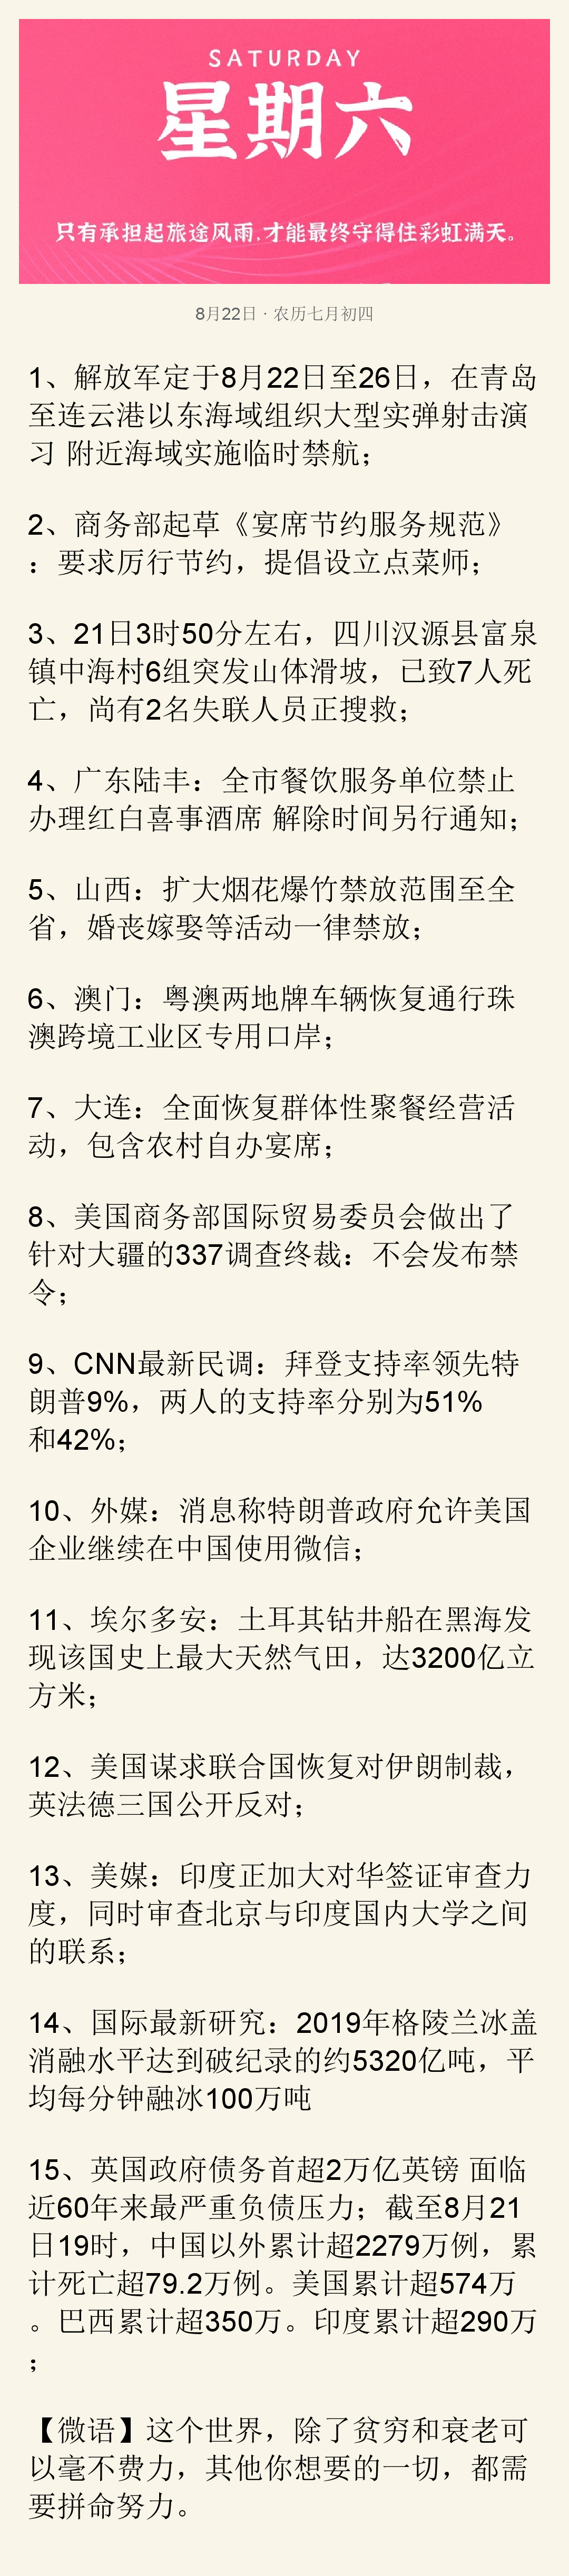 SATURDAY
星期六
只有承担起旅途风雨,才能最终守得住彩虹满天。
8月22日 · 农历七月初四
1、解放军定于8月22日至26日，在青岛
至连云港以东海域组织大型实弹射击演
习 附近海域实施临时禁航；
2、商务部起草《宴席节约服务规范》
：要求厉行节约，提倡设立点菜师；
3、21日3时50分左右，四川汉源县富泉
镇中海村6组突发山体滑坡，已致7人死
亡，尚有2名失联人员正搜救；
4、广东陆丰：全市餐饮服务单位禁止
办理红白喜事酒席 解除时间另行通知；
5、山西：扩大烟花爆竹禁放范围至全
省，婚丧嫁娶等活动一律禁放；
6、澳门：粤澳两地牌车辆恢复通行珠
澳跨境工业区专用口岸；
7、大连：全面恢复群体性聚餐经营活
动，包含农村自办宴席；
8、美国商务部国际贸易委员会做出了
针对大疆的337调查终裁：不会发布禁
令；
9、CNN最新民调：拜登支持率领先特
朗普9%，两人的支持率分别为51%
和42%；
10、外媒：消息称特朗普政府允许美国
企业继续在中国使用微信；
11、埃尔多安：土耳其钻井船在黑海发
现该国史上最大天然气田，达3200亿立
方米；
12、美国谋求联合国恢复对伊朗制裁，
英法德三国公开反对；
13、美媒：印度正加大对华签证审查力
度，同时审查北京与印度国内大学之间
的联系；
14、国际最新研究：2019年格陵兰冰盖
消融水平达到破纪录的约5320亿吨，平
均每分钟融冰100万吨
15、英国政府债务首超2万亿英镑 面临
近60年来最严重负债压力；截至8月21
日19时，中国以外累计超2279万例，累
计死亡超79.2万例。美国累计超574万
。巴西累计超350万。印度累计超290万
；
【微语】这个世界，除了贫穷和衰老可
以毫不费力，其他你想要的一切，都需
要拼命努力。